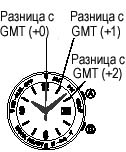 Разница с
GMT (+0)
Разница с
GMT (+1)
Разница с
GMT (+2)
A
B